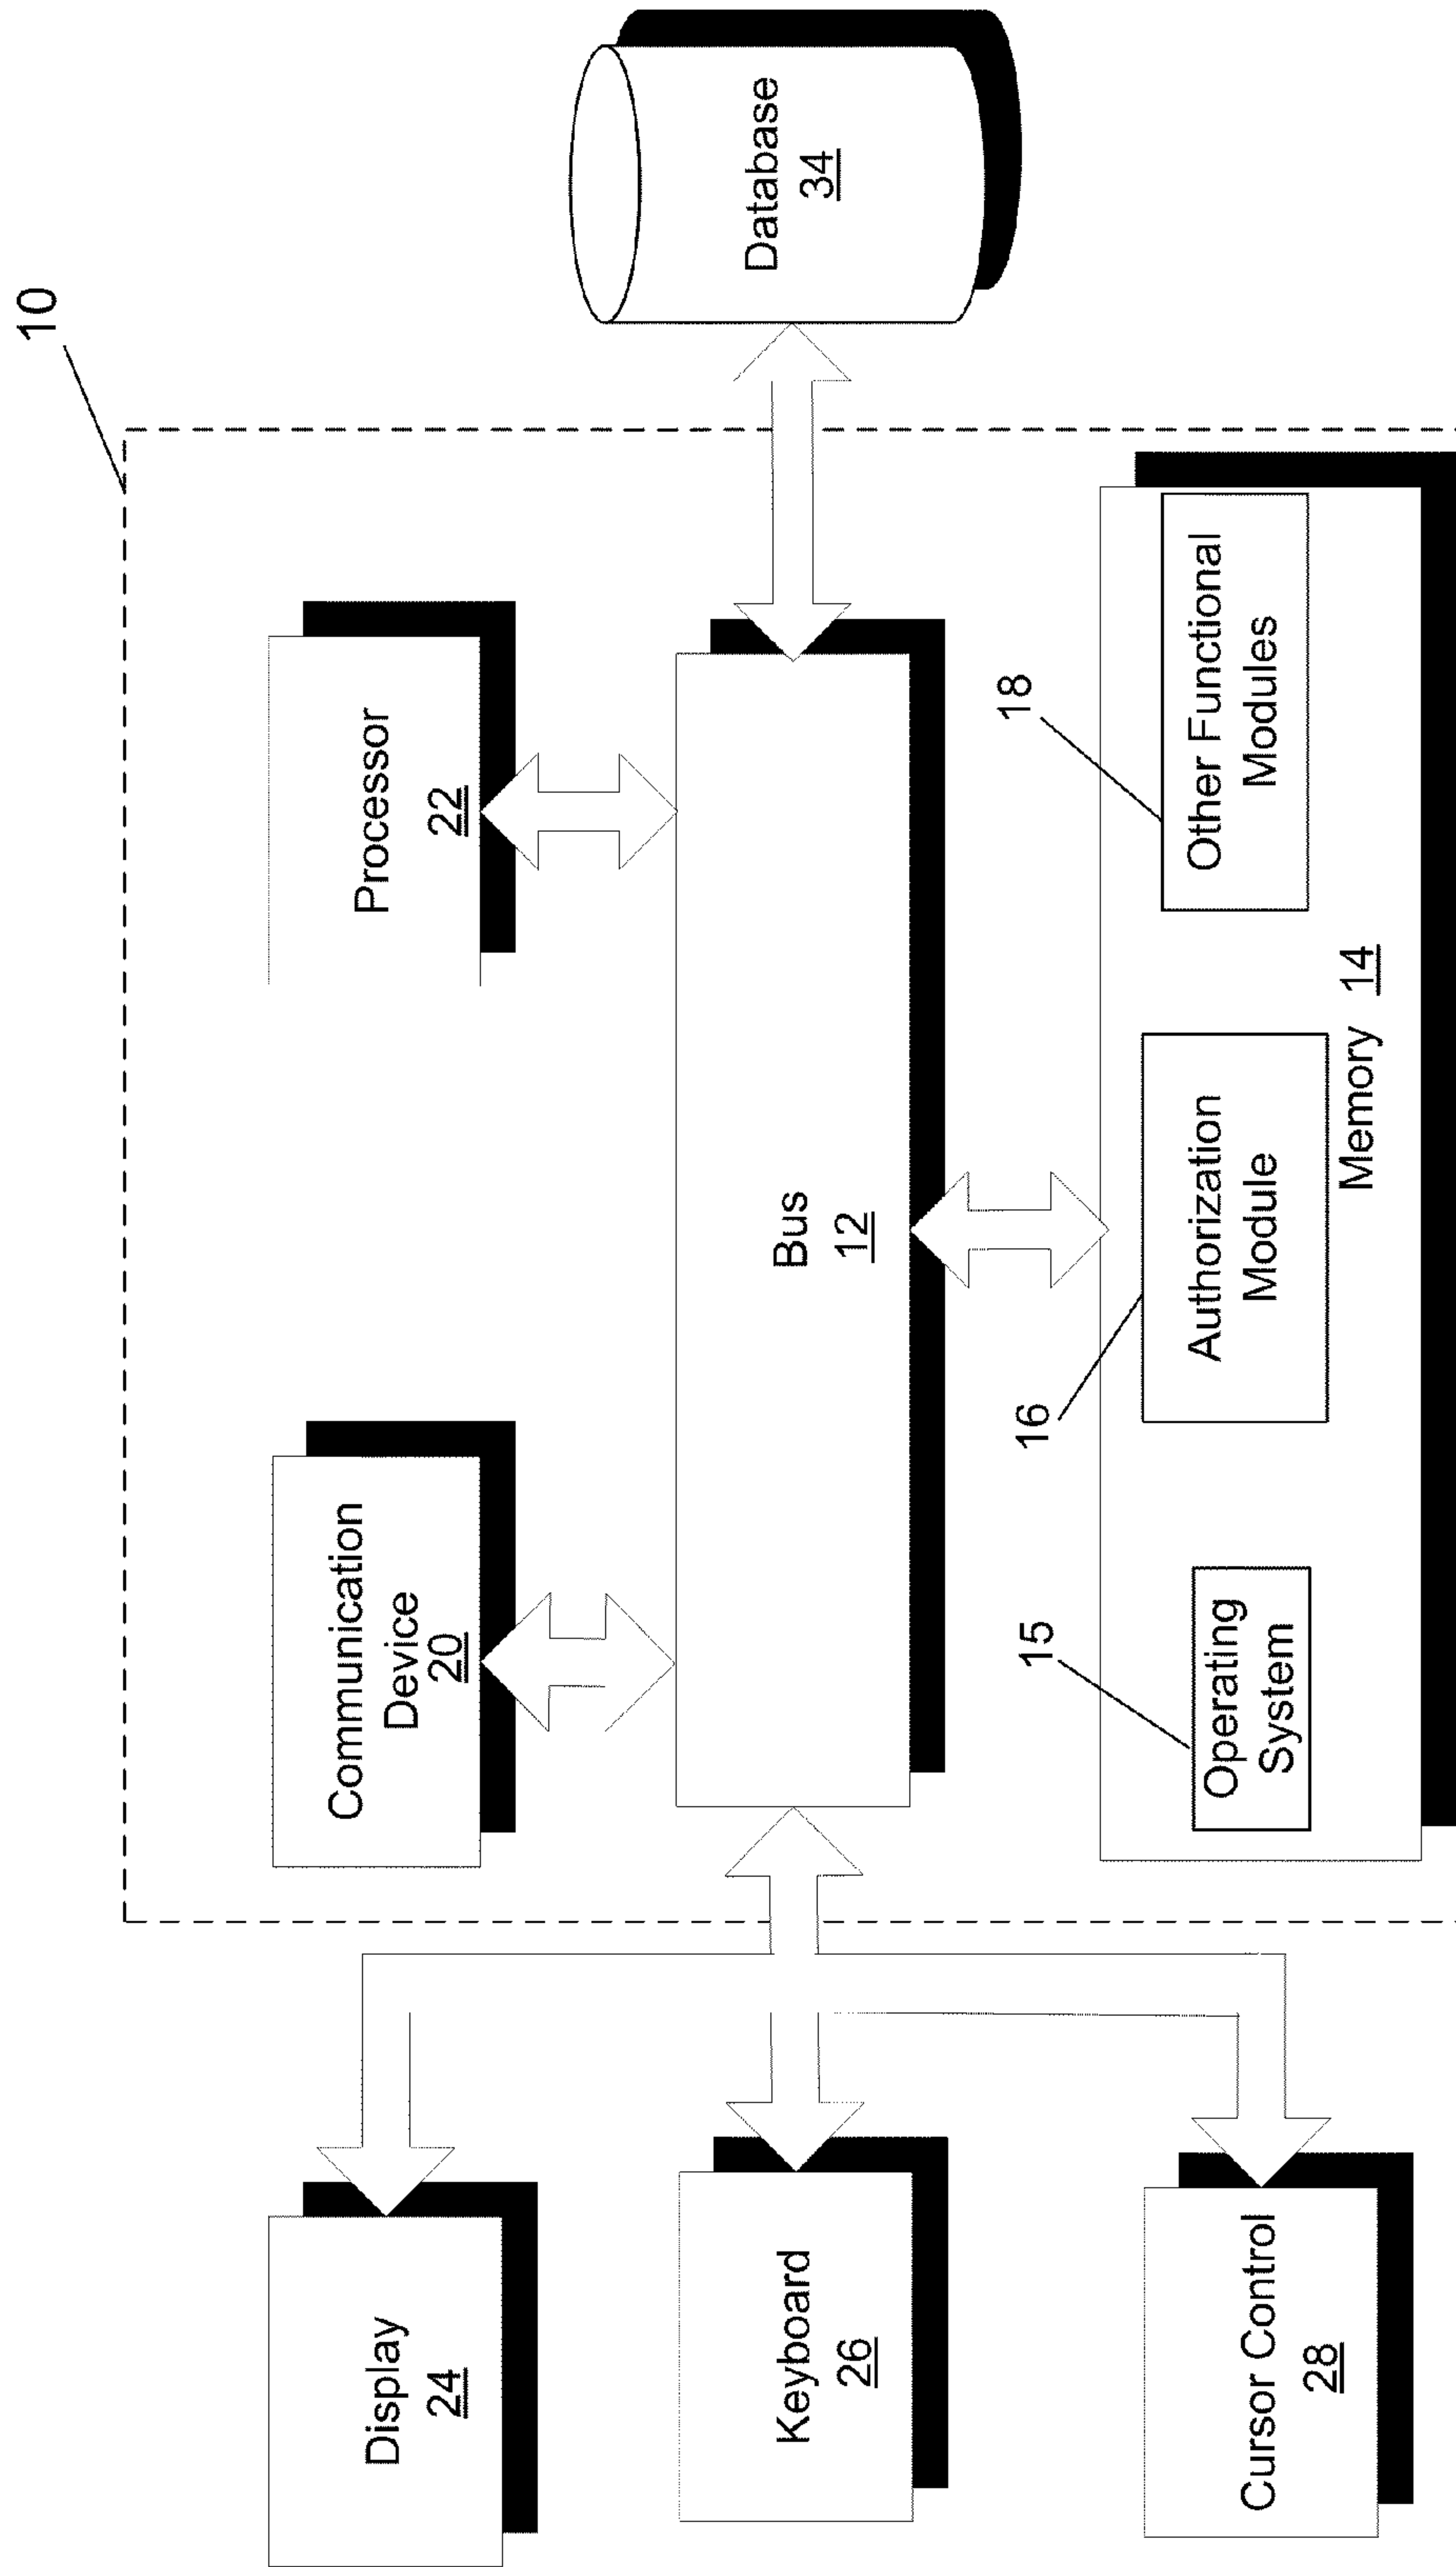 10
Communication
Device
20
Processor
22
Display
24
Keyboard
26
Bus
12
Database
34
15
16
18
Cursor Control
28
Operating
System
Authorization
Module
Other Functional
Modules
Memory 14